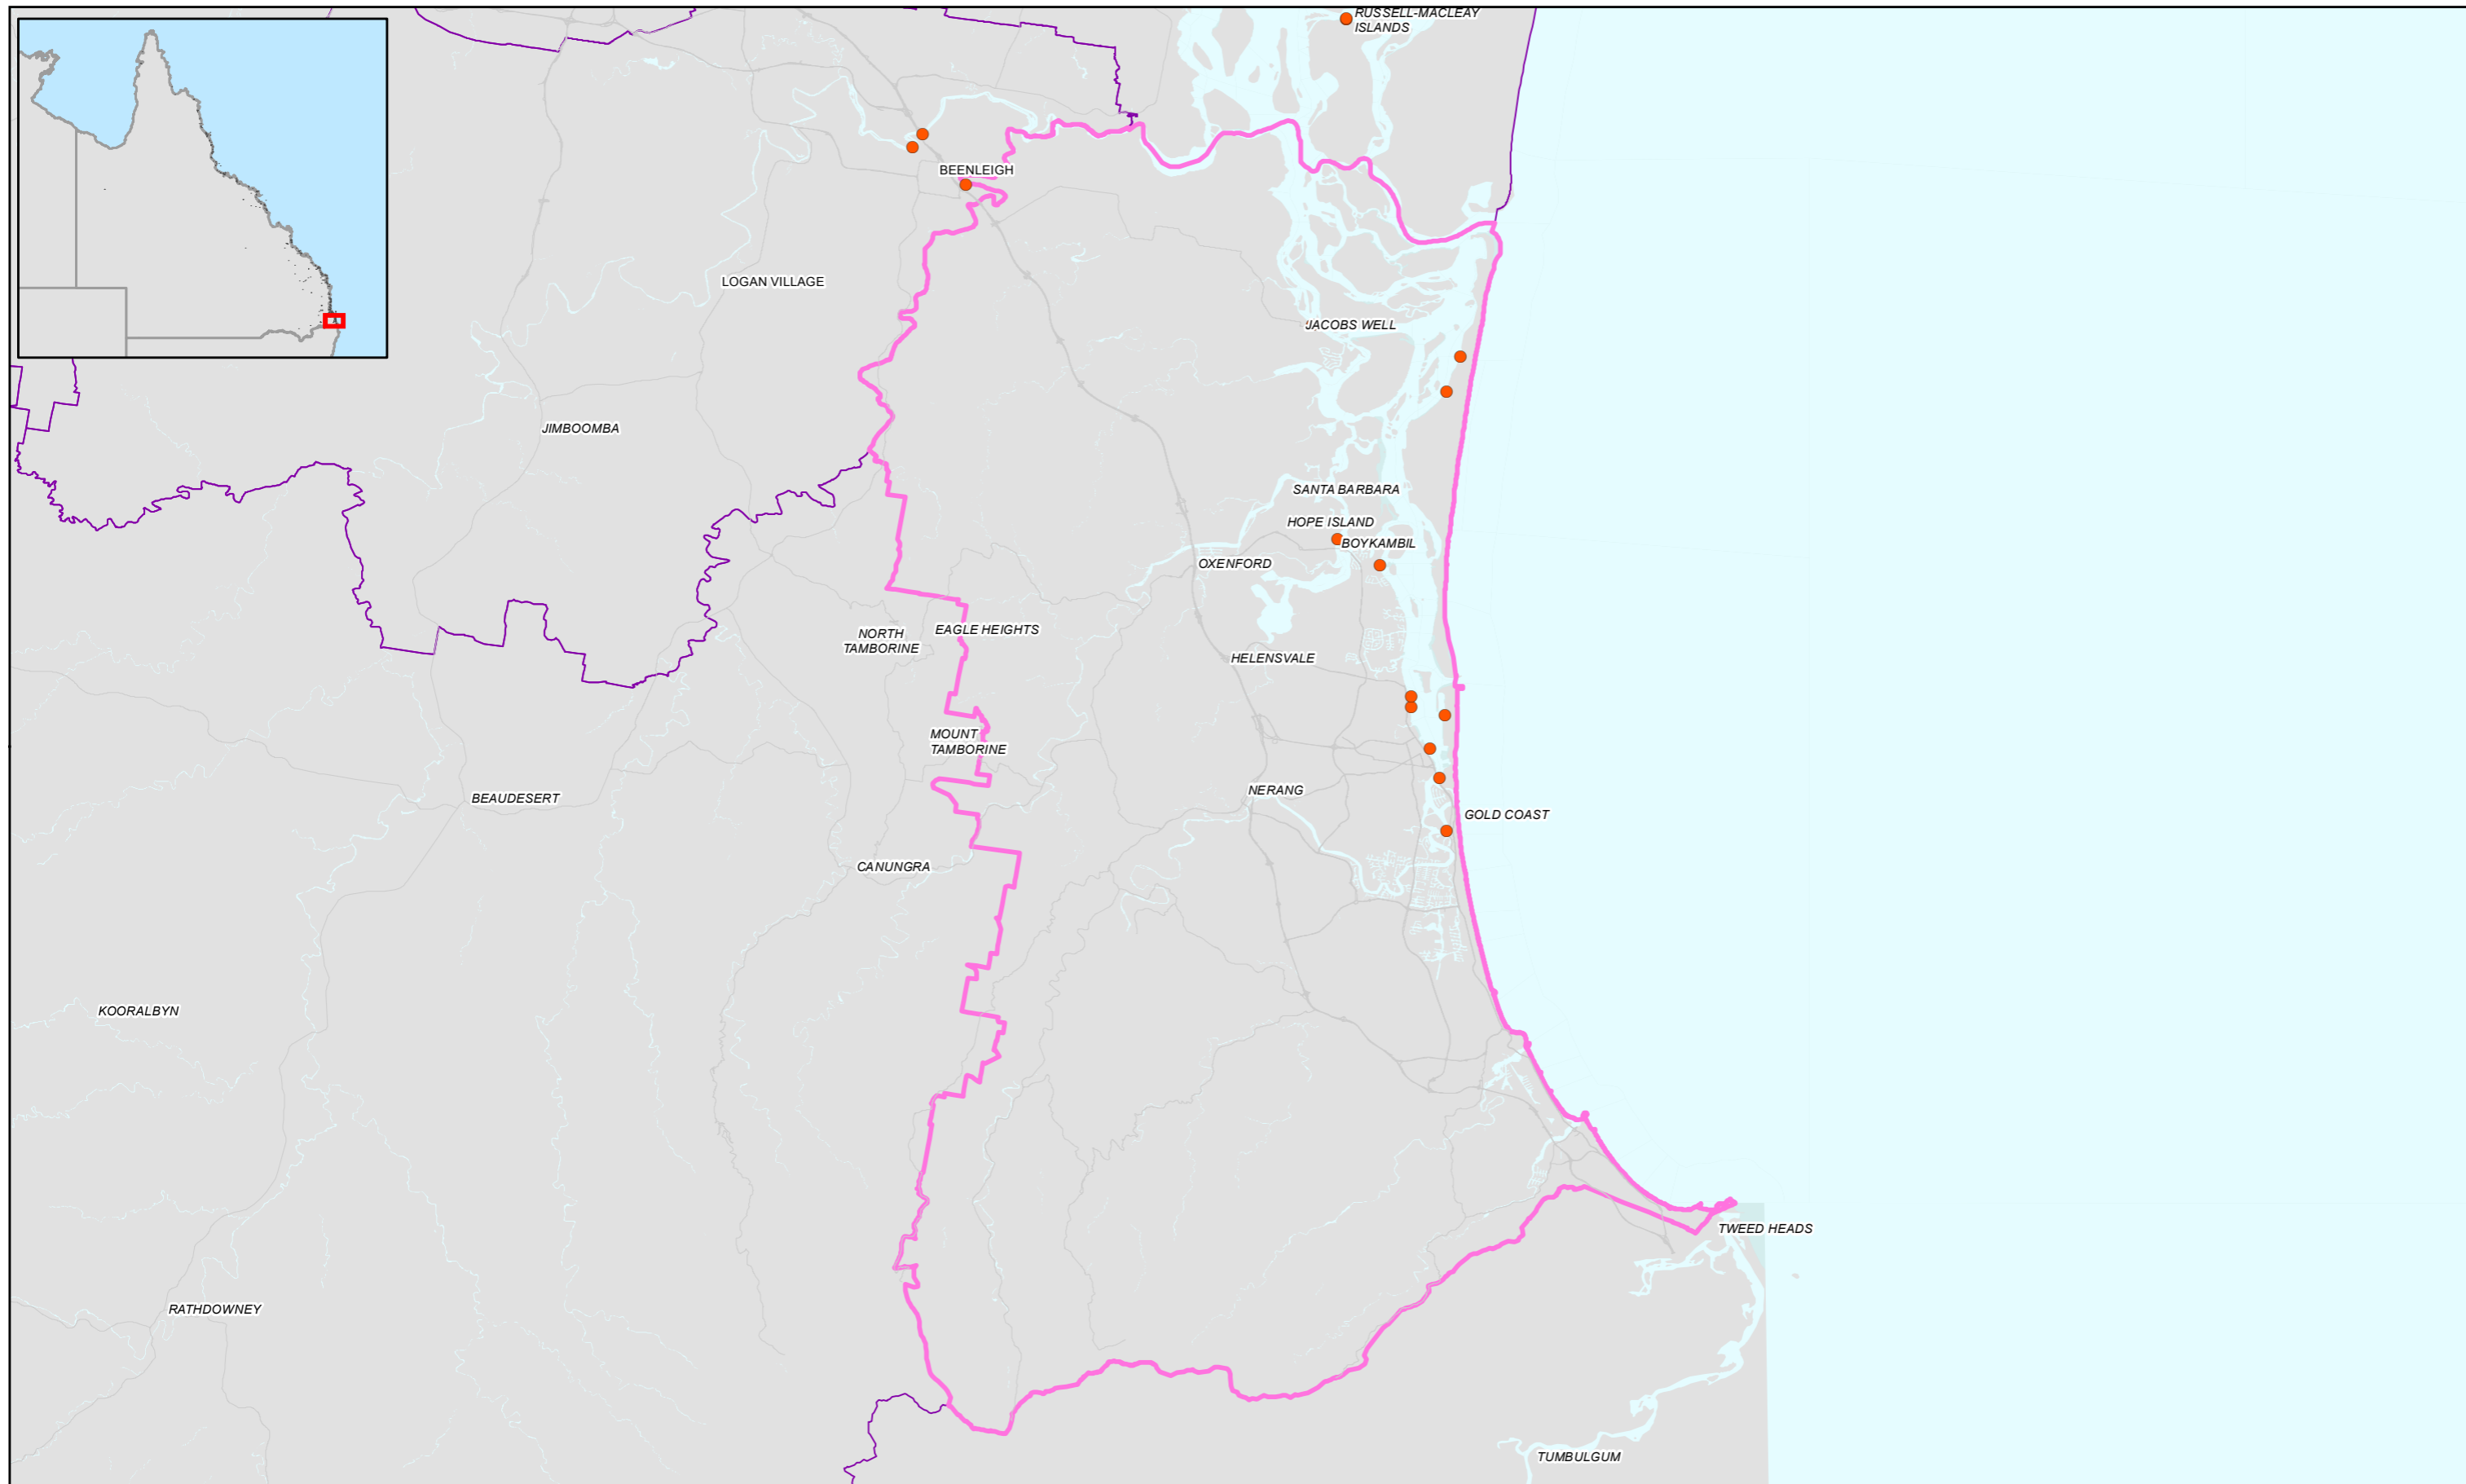 RUSSELL-MACLEAY
ISLANDS
BEENLEIGH
LOGAN VILLAGE
JACOBS WELL
JIMBOOMBA
SANTA BARBARA
HOPE ISLAND
BOYKAMBIL
OXENFORD
NORTH
TAMBORINE
EAGLE HEIGHTS
HELENSVALE
MOUNT
TAMBORINE
NERANG
BEAUDESERT
GOLD COAST
CANUNGRA
KOORALBYN
TWEED HEADS
RATHDOWNEY
TUMBULGUM